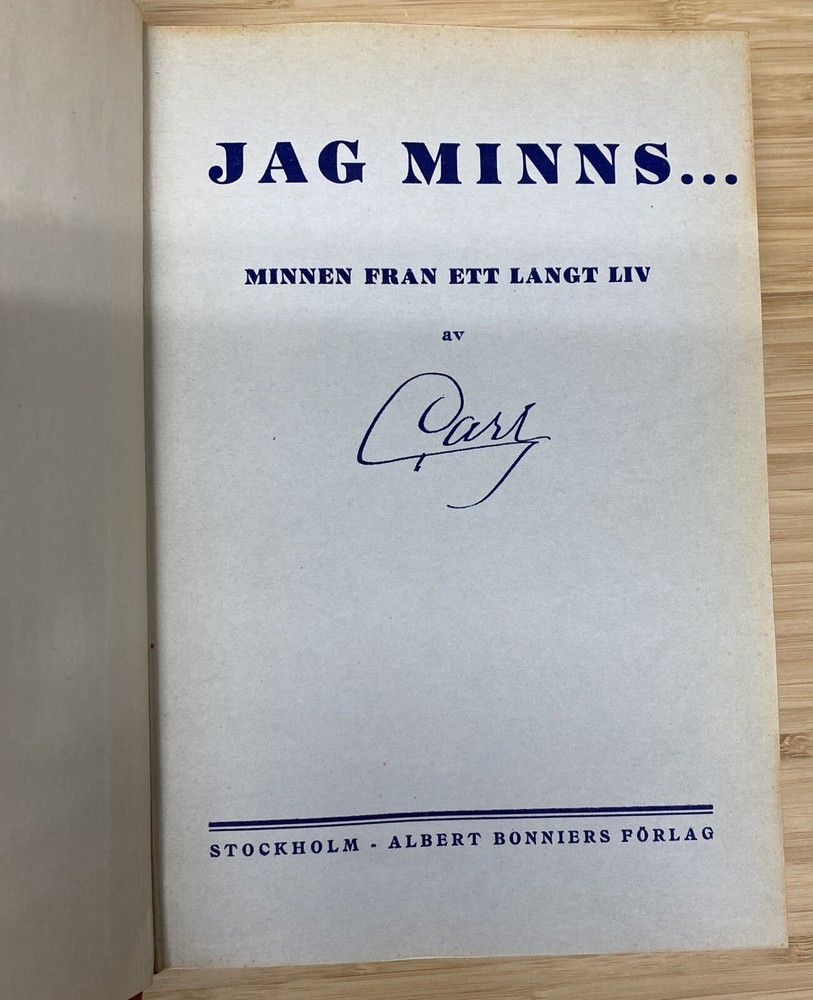 JAG MINNS...
MINNEN FRAN ETT LANGT LIV
av
Carl
STOCKHOLM - ALBERT BONNIERS FÖRLAG